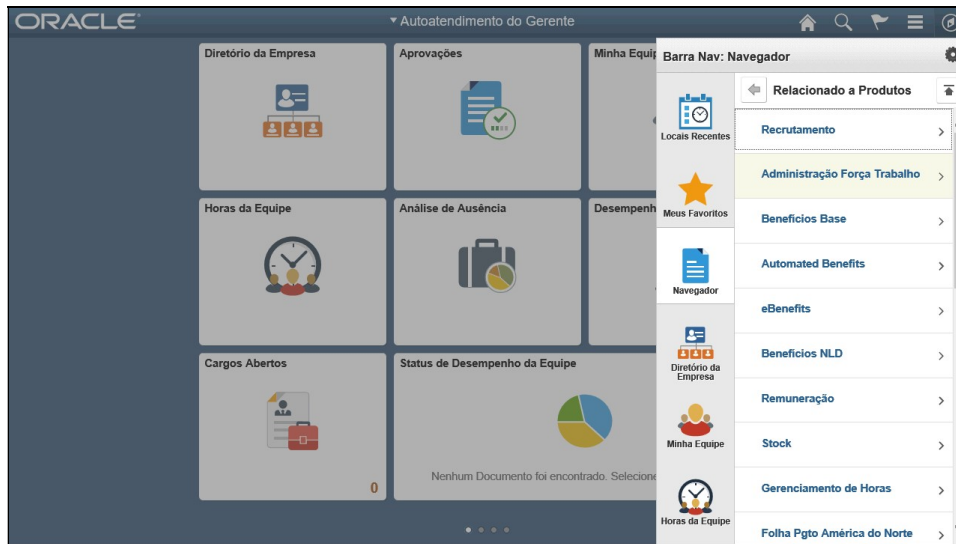 ORACLE
Autoatendimento do Gerente
Diretório da Empresa
Aprovações
Minha Equip
Horas da Equipe
Análise de Ausência
Desempenh
Cargos Abertos
0
Status de Desempenho da Equipe
Nenhum Documento foi encontrado. Selecione
Barra Nav: Navegador
Locais Recentes
Meus Favoritos
Navegador
Diretório da
Empresa
Minha Equipe
Horas da Equipe
Relacionado a Produtos
Recrutamento
Administração Força Trabalho
Beneficios Base
Automated Benefits
eBenefits
Beneficios NLD
Remuneração
Stock
Gerenciamento de Horas
Folha Pgto América do Norte